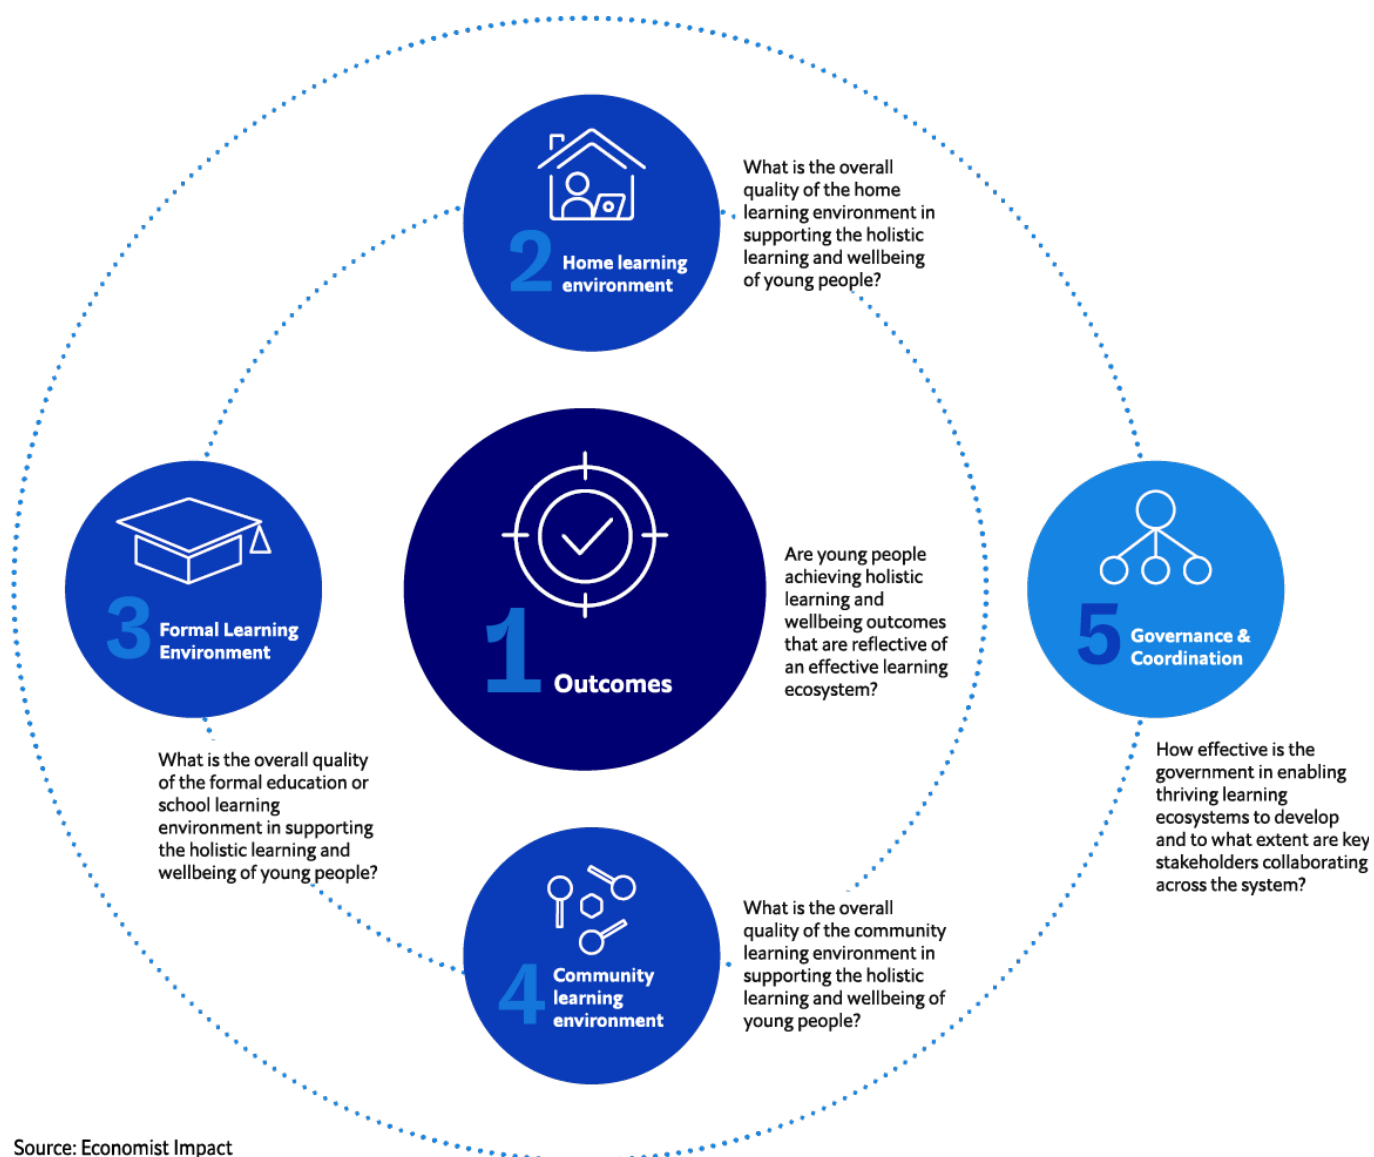 2
Home learning
environment
What is the overall
quality of the home
learning environment in
supporting the holistic
learning and wellbeing
of young people?
1
Outcomes
Are young people
achieving holistic
learning and
wellbeing outcomes
that are reflective of
an effective learning
ecosystem?
3
Formal Learning
Environment
What is the overall quality
of the formal education or
school learning
environment in supporting
the holistic learning and
wellbeing of young people?
4
Community
learning
environment
What is the overall
quality of the community
learning environment in
supporting the holistic
learning and wellbeing of
young people?
5
Governance &
Coordination
How effective is the
government in enabling
thriving learning
ecosystems to develop
and to what extent are key
stakeholders collaborating
across the system?
Source: Economist Impact